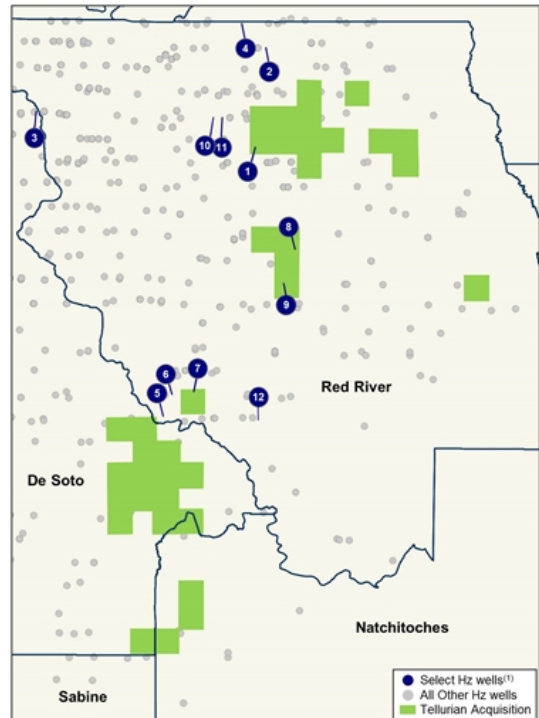 4
2
3
10
11
1
8
9
6
7
5
12
Red River
De Soto
Natchitoches
Sabine
Select Hz wells(1)
All Other Hz wells
Tellurian Acquisition